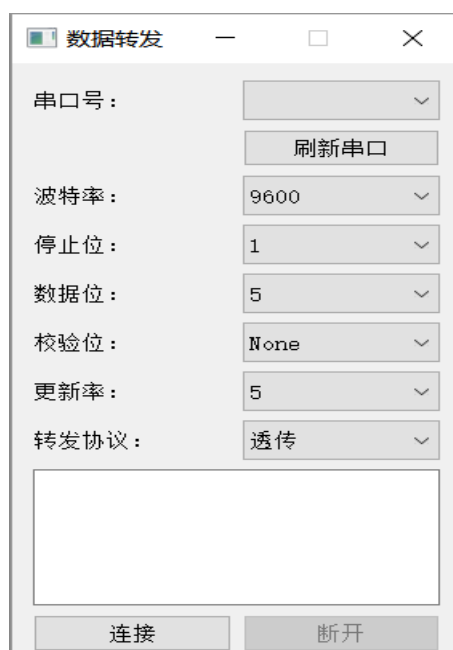 数据转发
串口号：
刷新串口
波特率： 9600
停止位： 1
数据位： 5
校验位： None
更新率： 5
转发协议： 透传
连接 断开